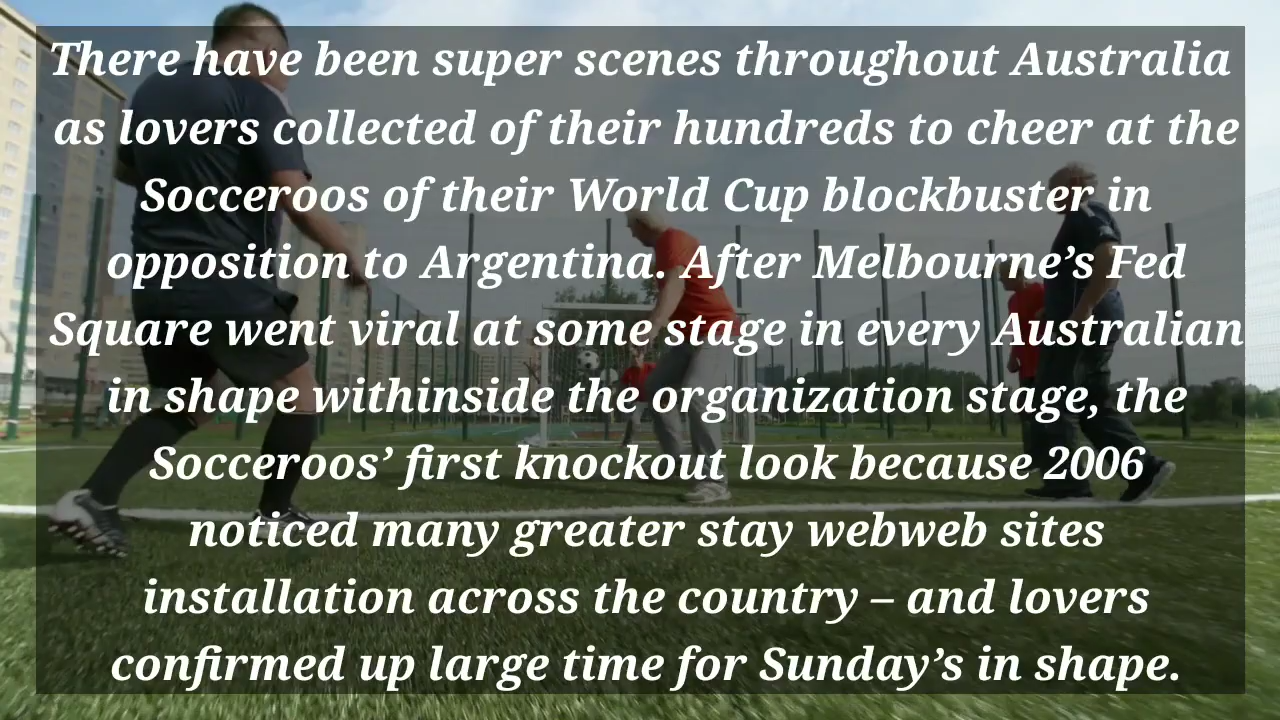 There have been super scenes throughout Australia
as lovers collected of their hundreds to cheer at the
Socceroos of their World Cup blockbuster in
opposition to Argentina. After Melbourne’s Fed
Square went viral at some stage in every Australian
in shape withinside the organization stage, the
Socceroos’ first knockout look because 2006
noticed many greater stay webweb sites
installation across the country – and lovers
confirmed up large time for Sunday’s in shape.